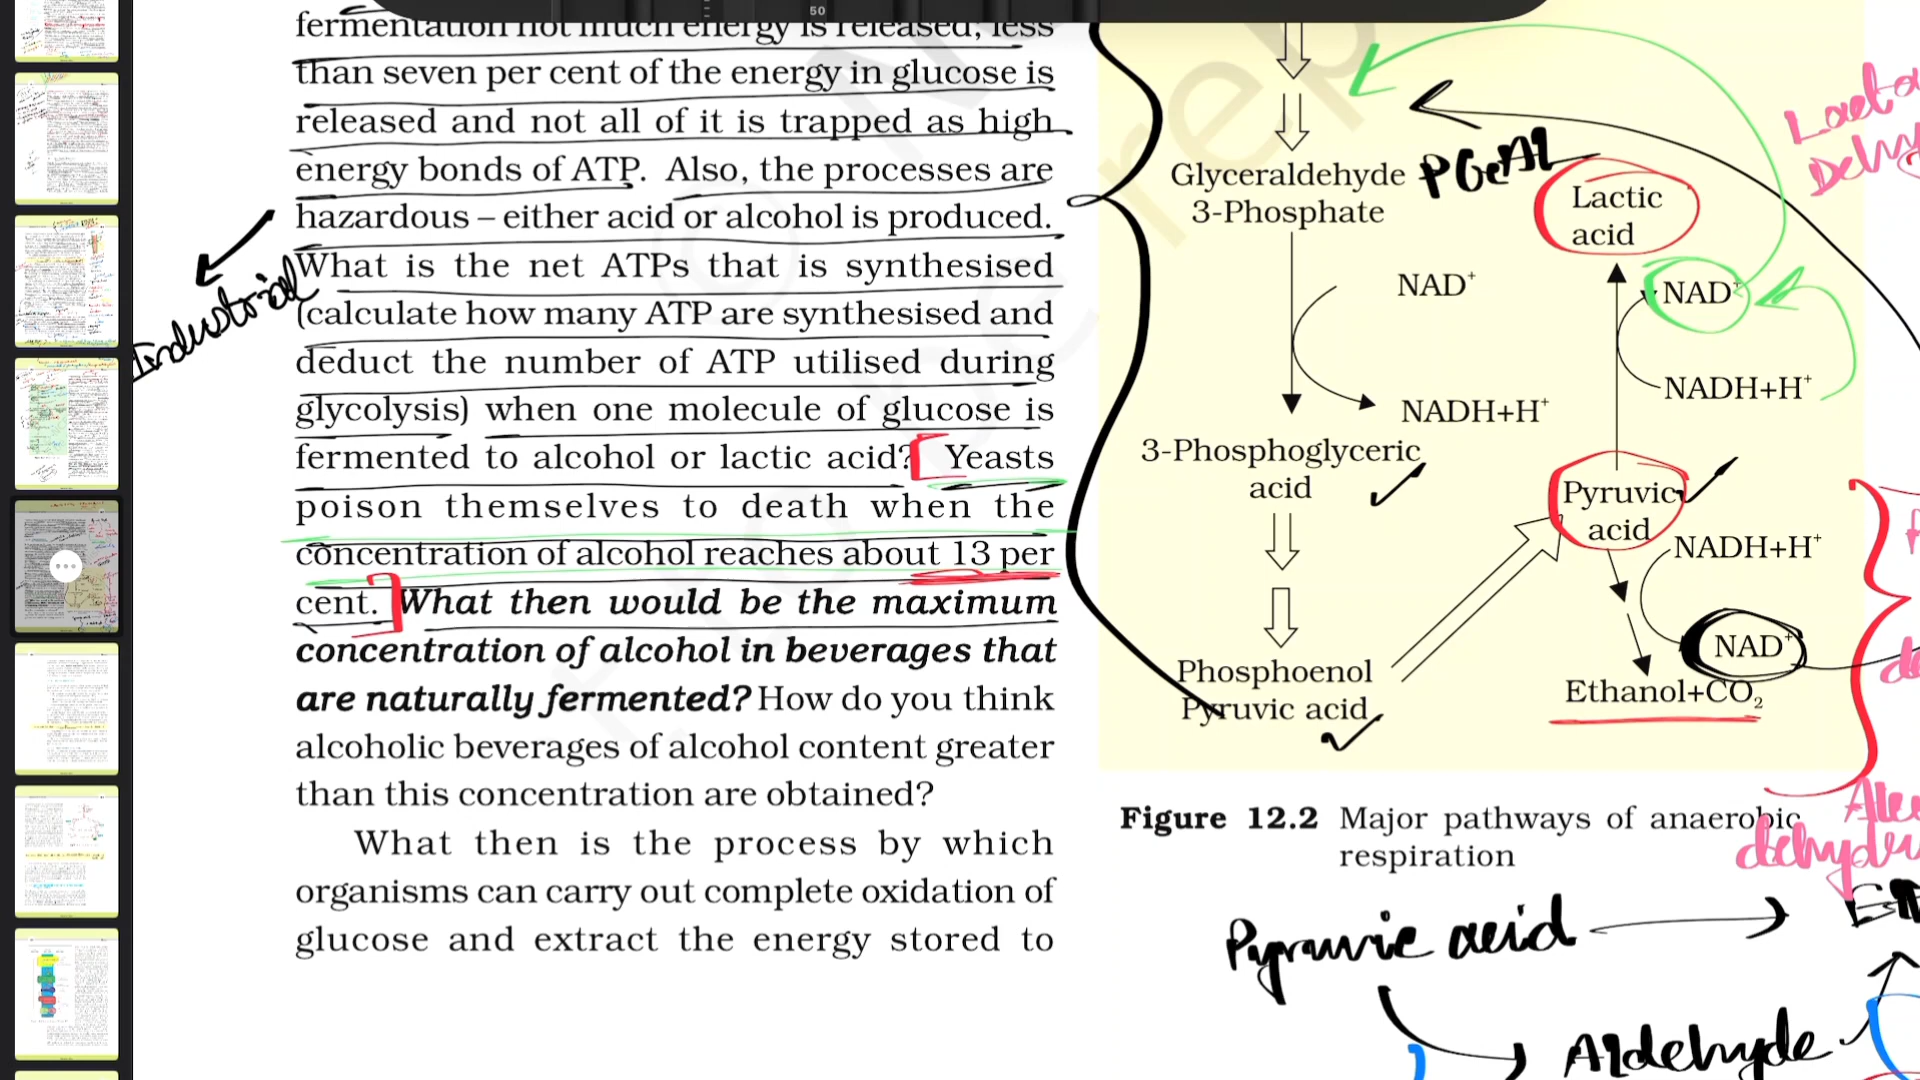 50
fermentation not much energy is released; less
than seven per cent of the energy in glucose is
released and not all of it is trapped as high
energy bonds of ATP. Also, the processes are
hazardous – either acid or alcohol is produced.
What is the net ATPs that is synthesised
(calculate how many ATP are synthesised and
deduct the number of ATP utilised during
glycolysis) when one molecule of glucose is
fermented to alcohol or lactic acid? Yeasts
poison themselves to death when the
concentration of alcohol reaches about 13 per
cent. What then would be the maximum
concentration of alcohol in beverages that
are naturally fermented? How do you think
alcoholic beverages of alcohol content greater
than this concentration are obtained?
What then is the process by which
organisms can carry out complete oxidation of
glucose and extract the energy stored to
Industorial
Glyceraldehyde
3-Phosphate
PGeAl
NAD⁺
NADH+H⁺
3-Phosphoglyceric
acid
Phosphoenol
Pyruvic acid
Lactic
acid
NAD⁺
NADH+H⁺
Pyruvic
acid
NADH+H⁺
NAD⁺
Ethanol+CO₂
Figure 12.2 Major pathways of anaerobic
respiration
Pyruvic acid
Aldehyde